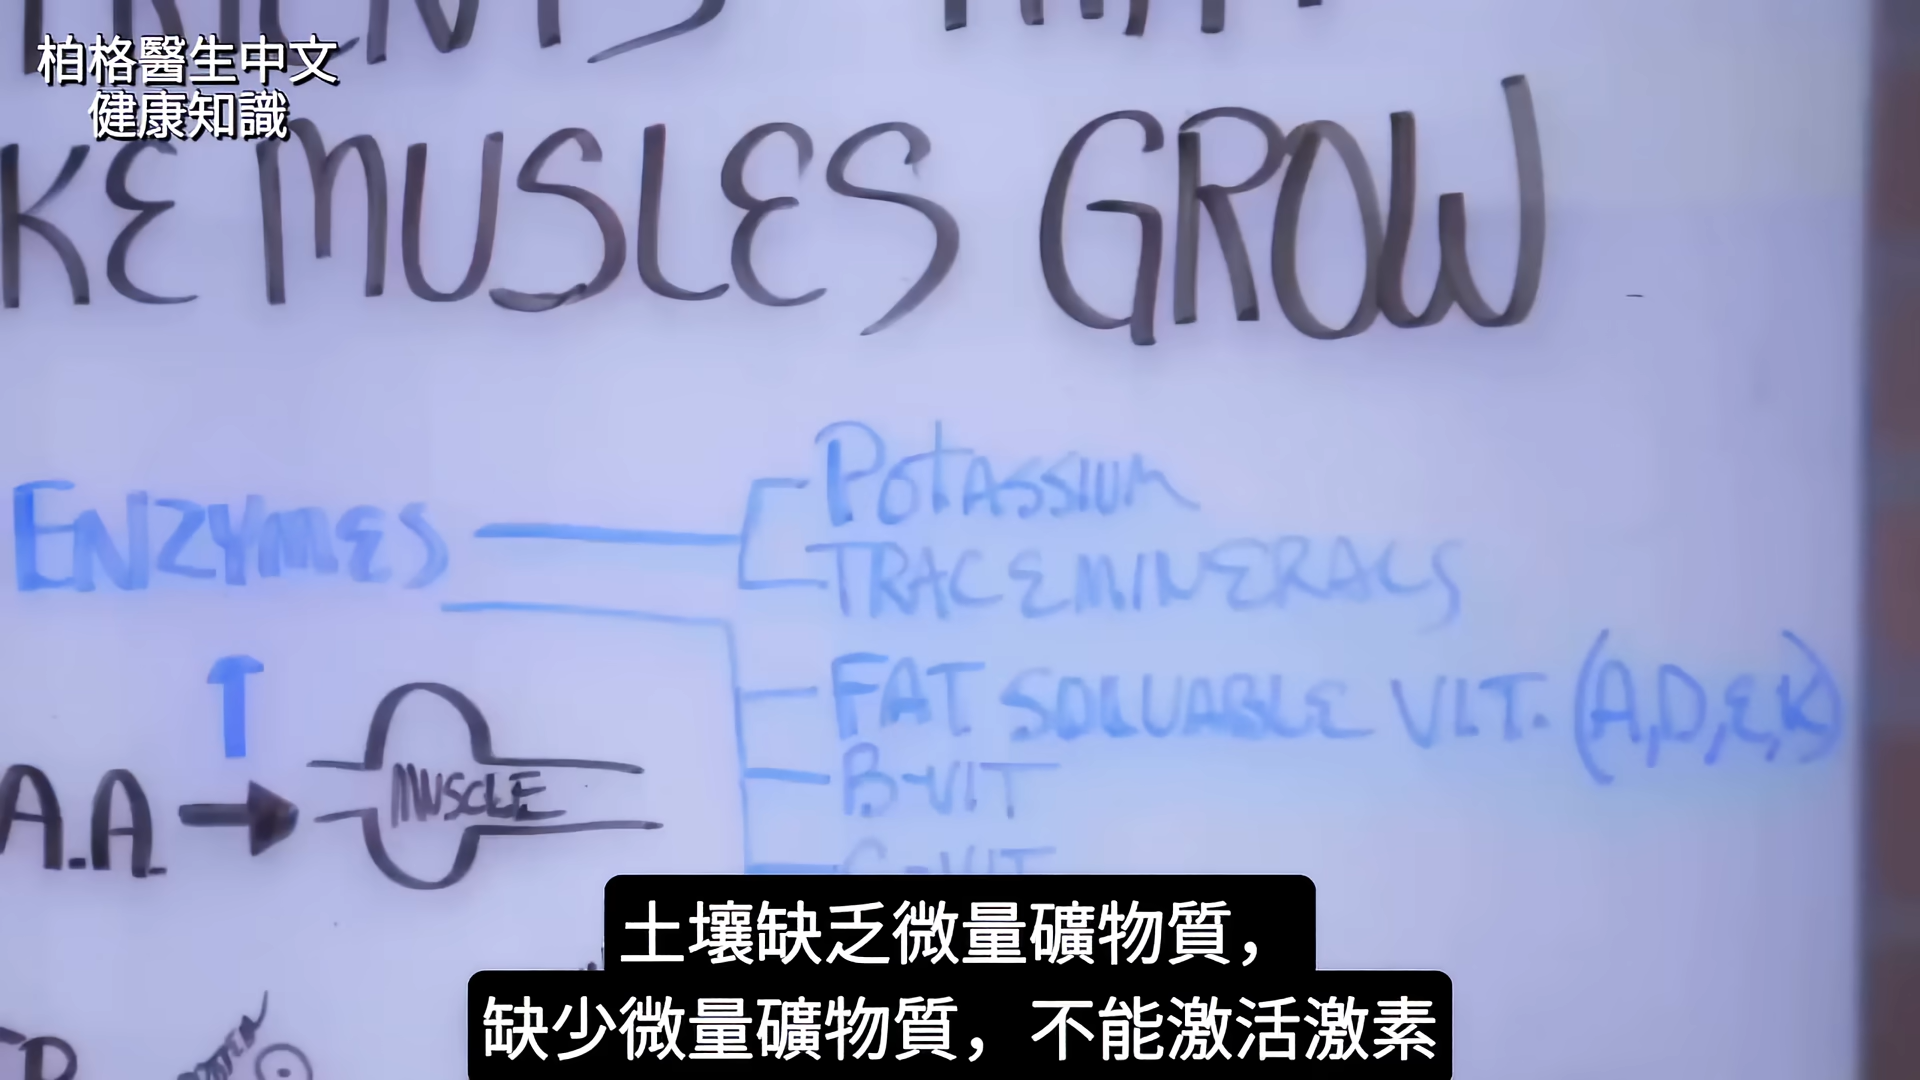 柏格醫生中文
健康知識
KE MUSLES GROW
ENZYMES
POTASSIUM
TRACE MINERALS
FAT SOLUABLE VIT. (A,D,E,K)
B-VIT
C-VIT
A.A.
MUSCLE
土壤缺乏微量礦物質，
缺少微量礦物質，不能激活激素